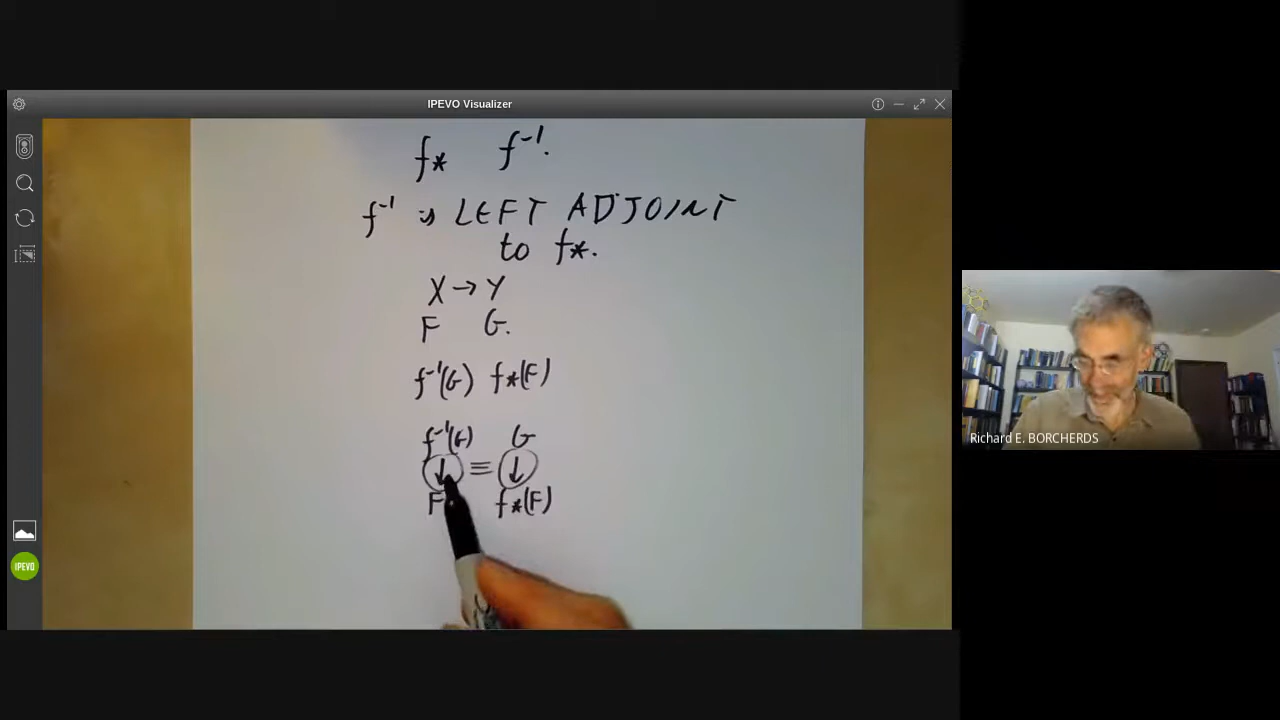 IPEVO Visualizer
f* f⁻¹.
f⁻¹ is LEFT ADJOINT
to f*.
X → Y
F G.
f⁻¹(G) f*(F)
f⁻¹(G) G
↓ ≡ ↓
F f*(F)
Richard E. BORCHERDS
IPEVO